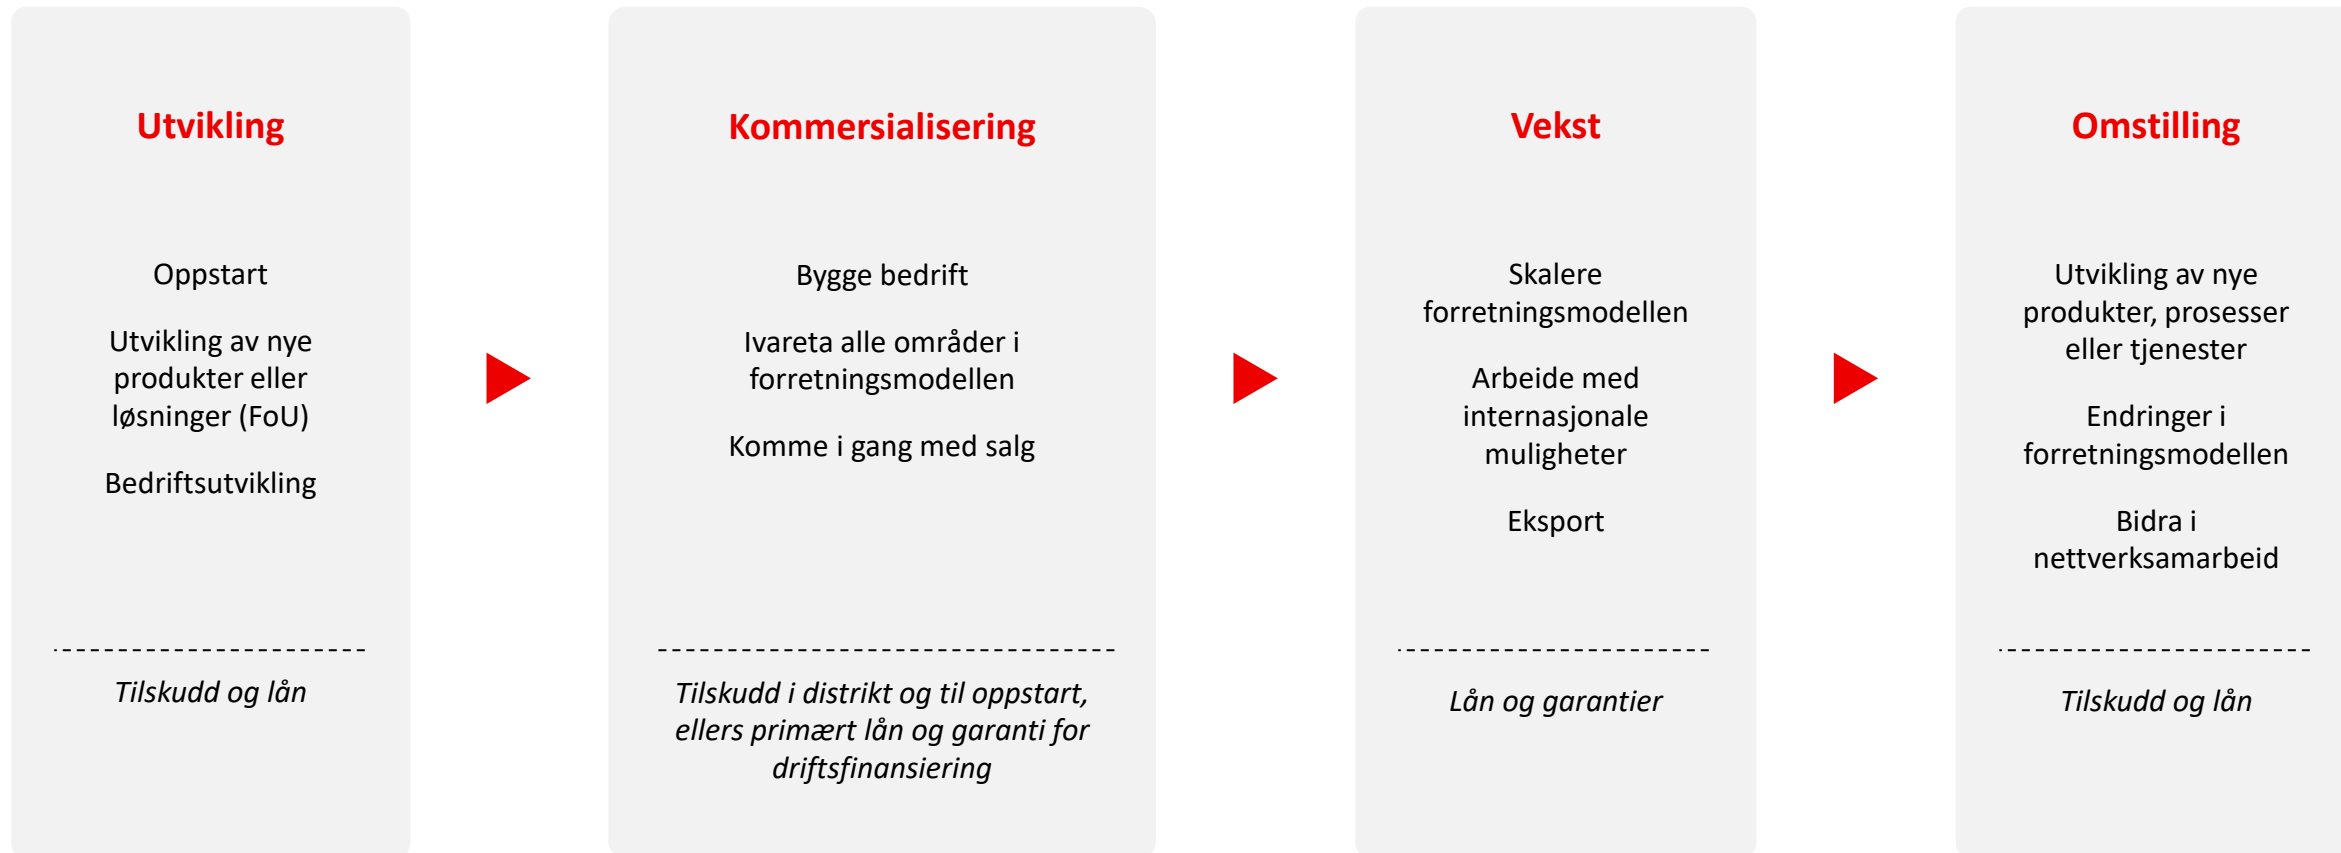 Utvikling
Oppstart
Utvikling av nye
produkter eller
løsninger (FoU)
Bedriftsutvikling
Tilskudd og lån
Kommersialisering
Bygge bedrift
Ivareta alle områder i
forretningsmodellen
Komme i gang med salg
Tilskudd i distrikt og til oppstart,
ellers primært lån og garanti for
driftsfinansiering
Vekst
Skalere
forretningsmodellen
Arbeide med
internasjonale
muligheter
Eksport
Lån og garantier
Omstilling
Utvikling av nye
produkter, prosesser
eller tjenester
Endringer i
forretningsmodellen
Bidra i
nettverksamarbeid
Tilskudd og lån